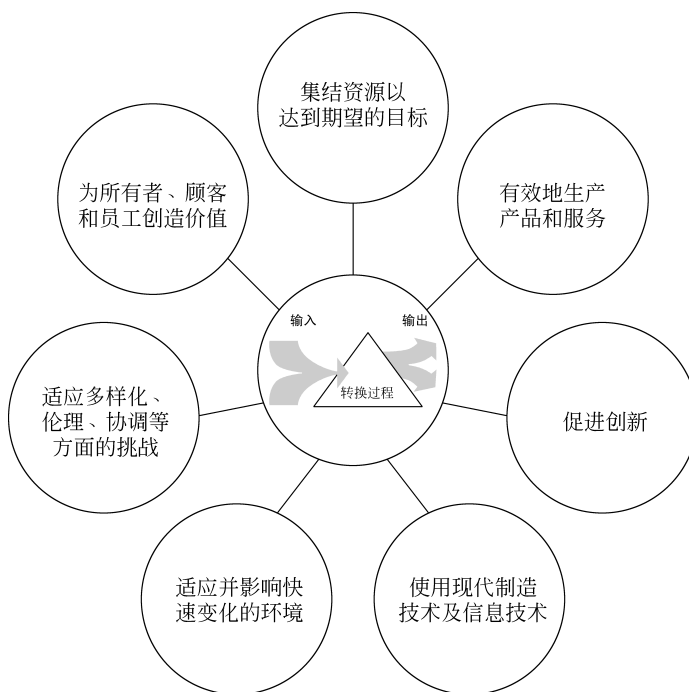 集结资源以
达到期望的目标
为所有者、顾客
和员工创造价值
有效地生产
产品和服务
输入
输出
转换过程
适应多样化、
伦理、协调等
方面的挑战
促进创新
适应并影响快
速变化的环境
使用现代制造
技术及信息技术